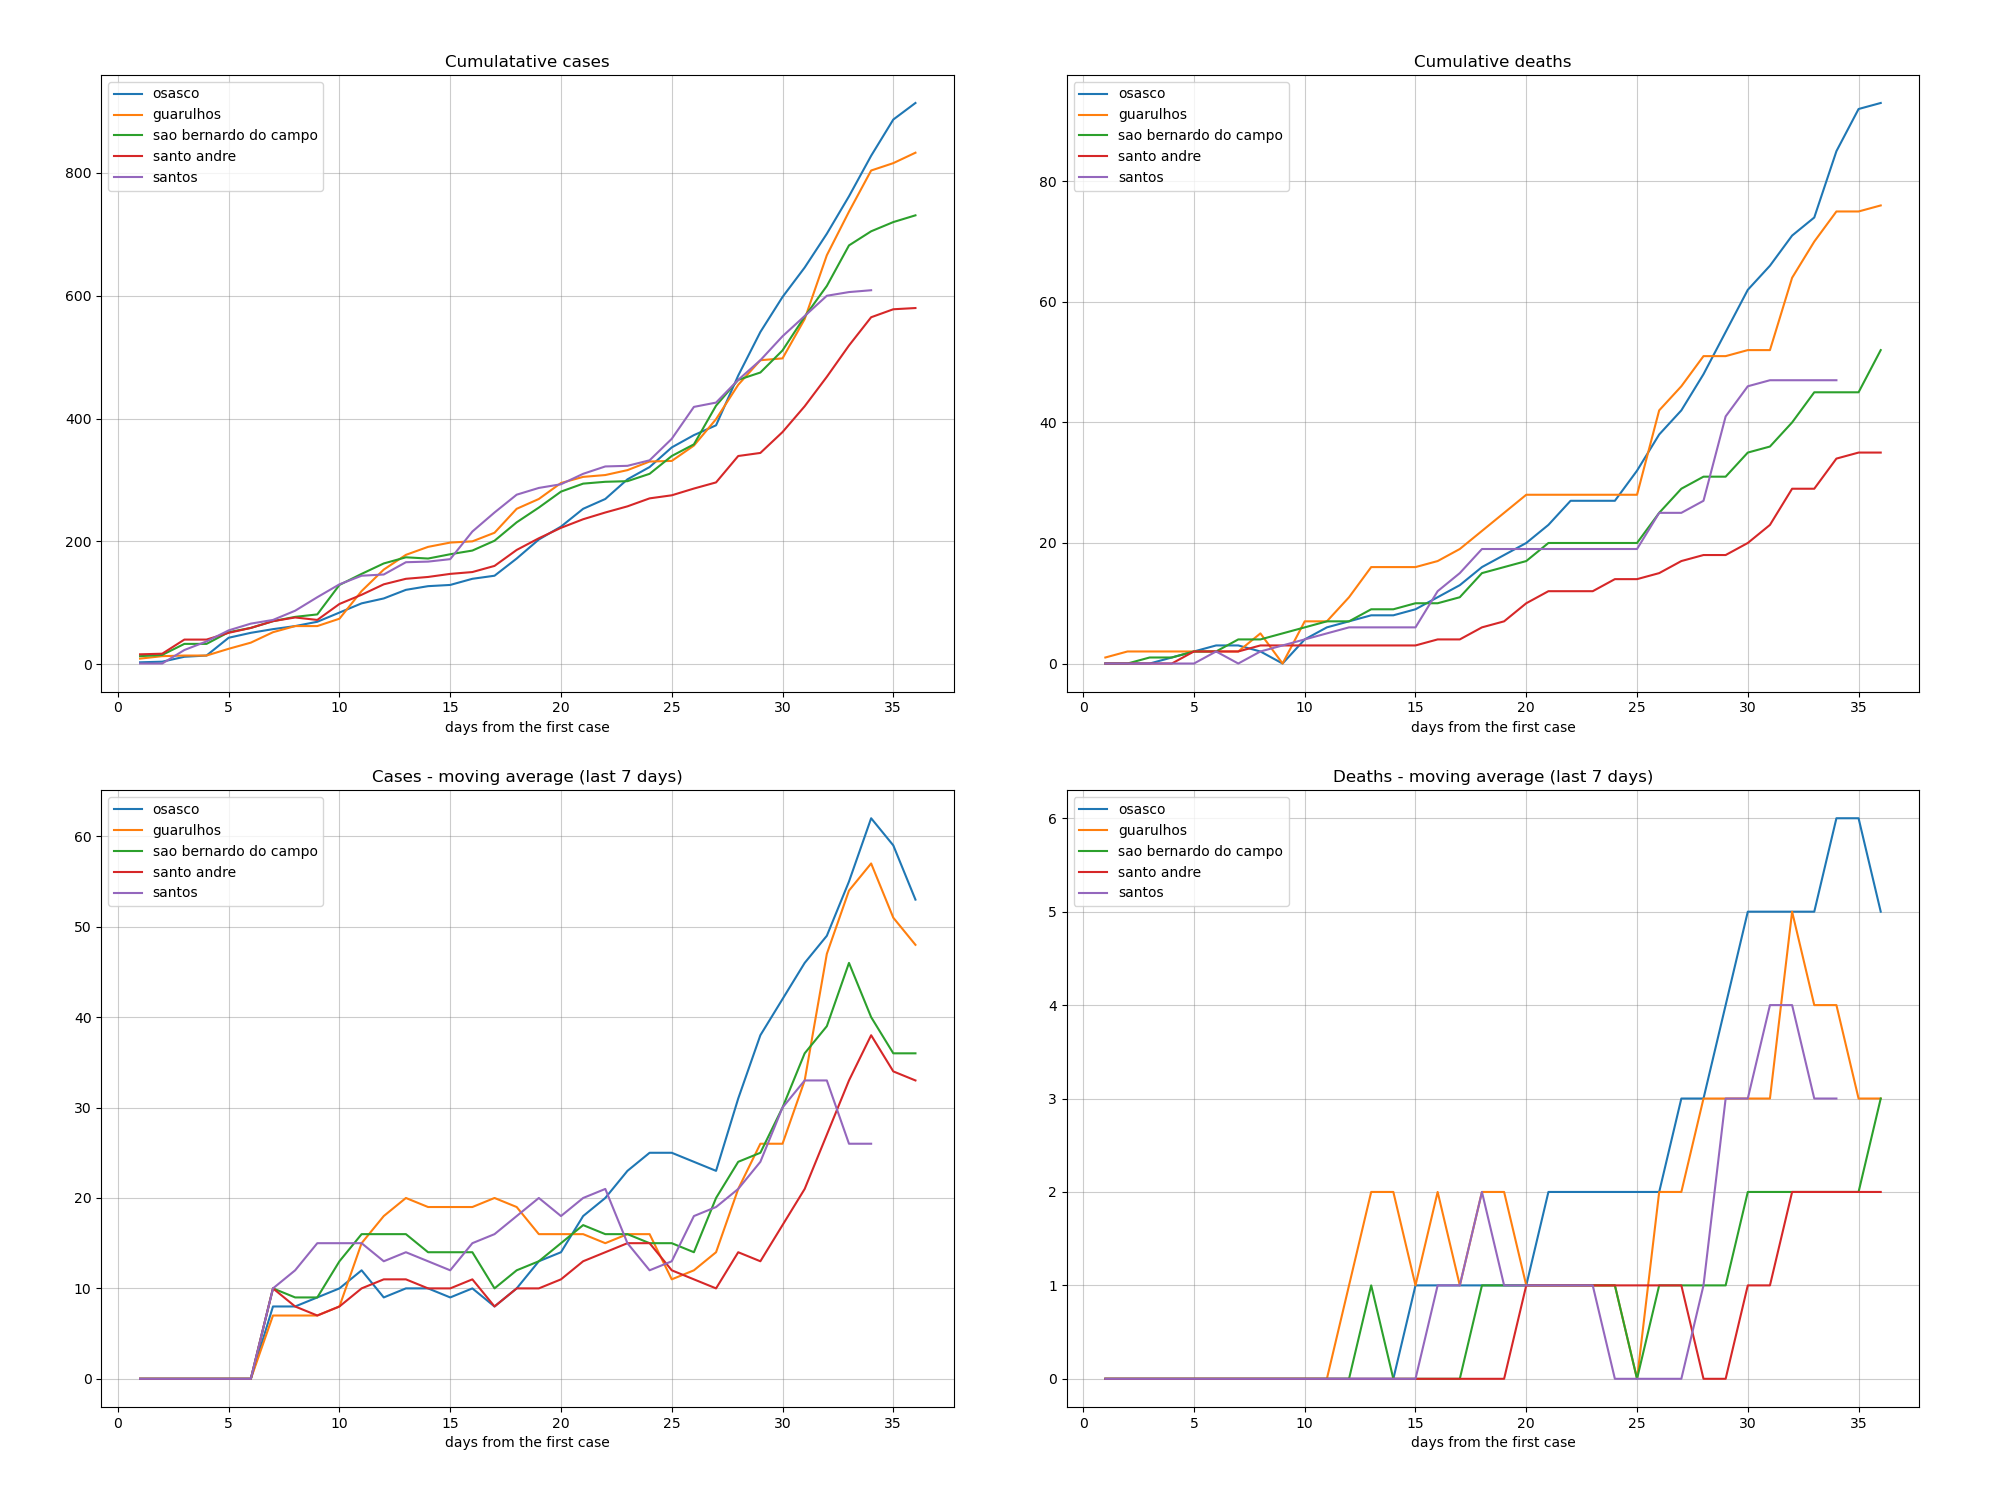 Cumulatative cases
osasco
guarulhos
sao bernardo do campo
santo andre
santos
800
600
400
200
0
0 5 10 15 20 25 30 35
days from the first case
Cumulative deaths
osasco
guarulhos
sao bernardo do campo
santo andre
santos
80
60
40
20
0
0 5 10 15 20 25 30 35
days from the first case
Cases - moving average (last 7 days)
osasco
guarulhos
sao bernardo do campo
santo andre
santos
60
50
40
30
20
10
0
0 5 10 15 20 25 30 35
days from the first case
Deaths - moving average (last 7 days)
osasco
guarulhos
sao bernardo do campo
santo andre
santos
6
5
4
3
2
1
0
0 5 10 15 20 25 30 35
days from the first case